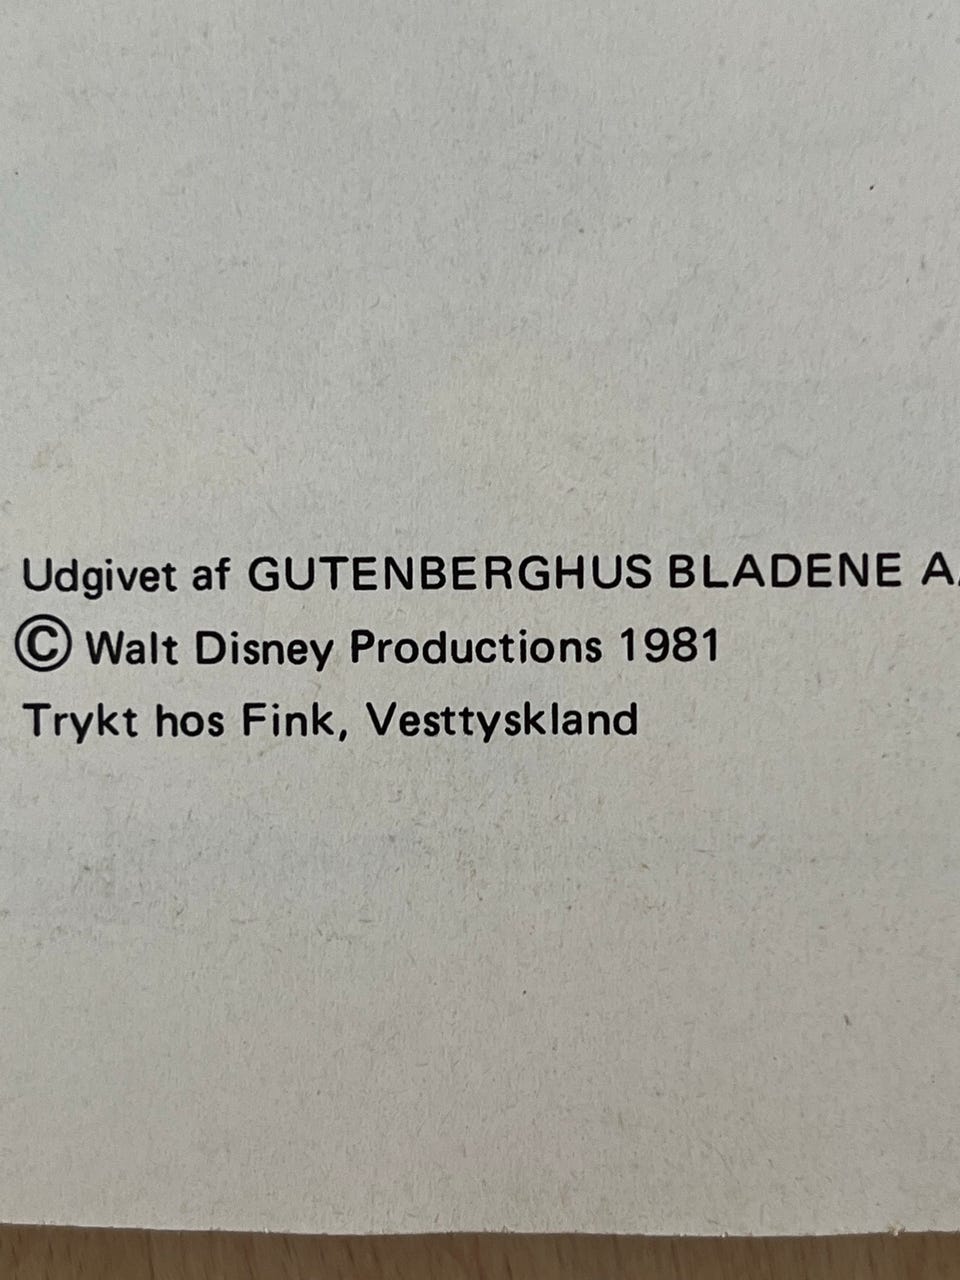 Udgivet af GUTENBERGHUS BLADENE A
© Walt Disney Productions 1981
Trykt hos Fink, Vesttyskland